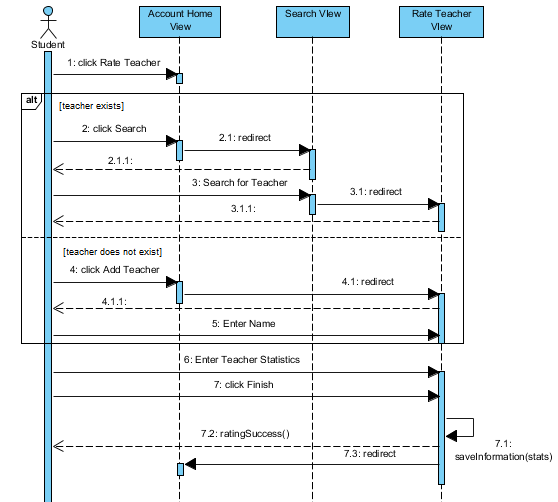 Student
Account Home
View
Search VIew
Rate Teacher
VIew
1: click Rate Teacher
alt
[teacher exists]
2: click Search
2.1: redirect
2.1.1:
3: Search for Teacher
3.1: redirect
3.1.1:
[teacher does not exist]
4: click Add Teacher
4.1: redirect
4.1.1:
5: Enter Name
6: Enter Teacher Statistics
7: click Finish
7.1:
saveInformation(stats)
7.2: ratingSuccess()
7.3: redirect